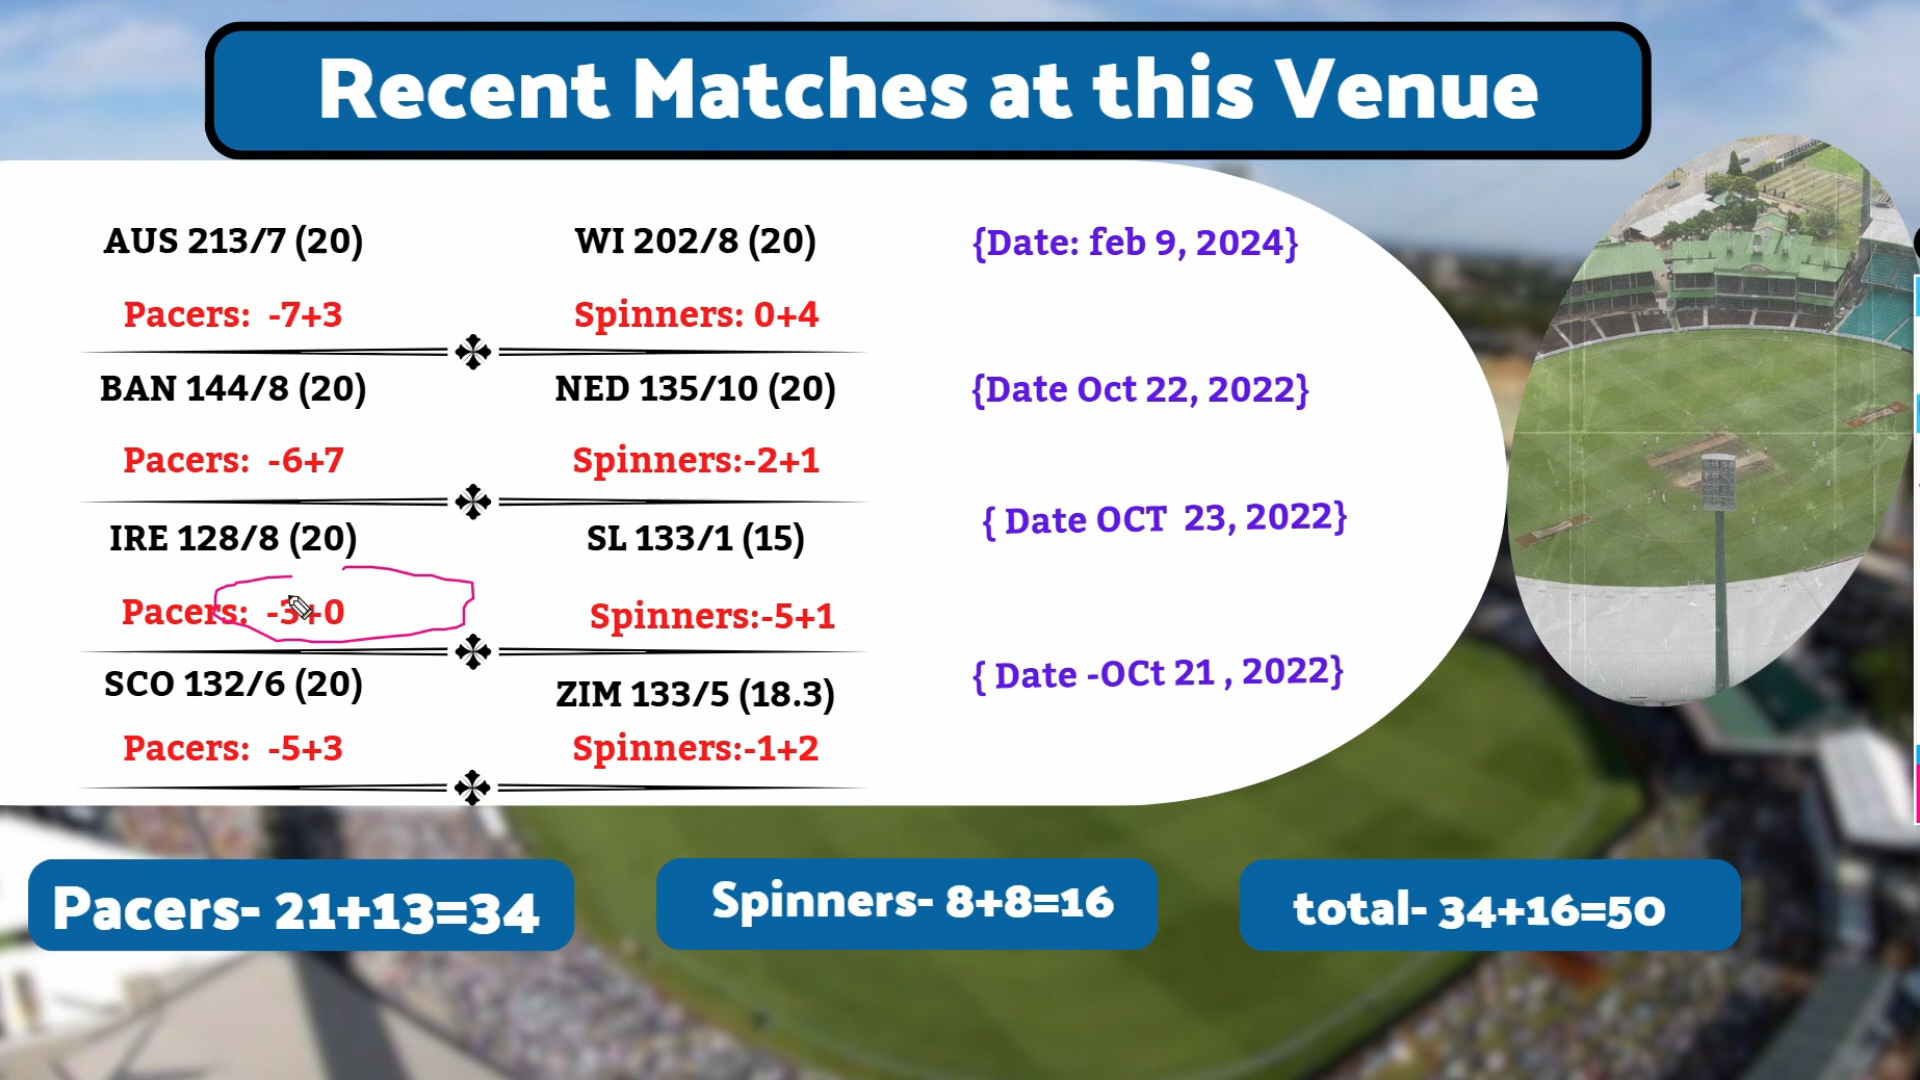 Recent Matches at this Venue
AUS 213/7 (20) WI 202/8 (20) {Date: feb 9, 2024}
Pacers: -7+3 Spinners: 0+4
BAN 144/8 (20) NED 135/10 (20) {Date Oct 22, 2022}
Pacers: -6+7 Spinners:-2+1
IRE 128/8 (20) SL 133/1 (15) { Date OCT 23, 2022}
Pacers: -3+0 Spinners:-5+1
SCO 132/6 (20) ZIM 133/5 (18.3) { Date -OCt 21 , 2022}
Pacers: -5+3 Spinners:-1+2
Pacers- 21+13=34 Spinners- 8+8=16 total- 34+16=50